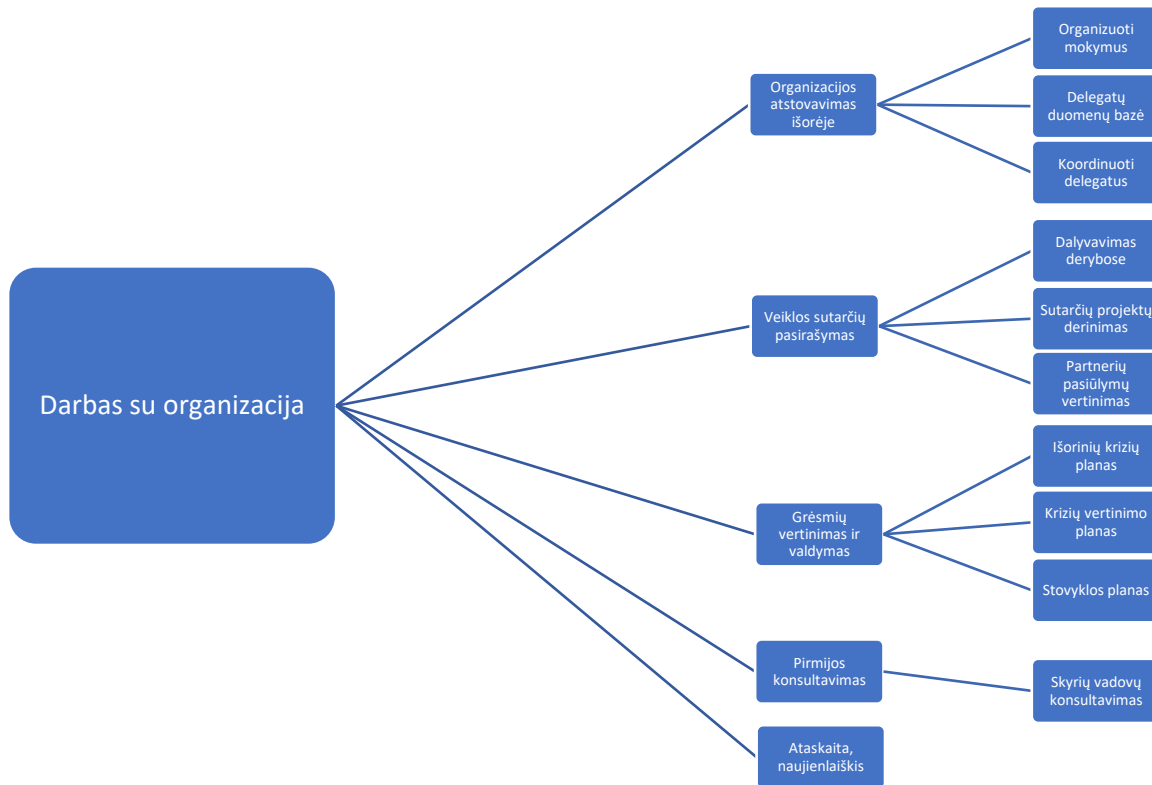 Darbas su organizacija
Organizacijos
atstovavimas
išorėje
Organizuoti
mokymus
Delegatų
duomenų bazė
Koordinuoti
delegatus
Veiklos sutarčių
pasirašymas
Dalyvavimas
derybose
Sutarčių projektų
derinimas
Partnerių
pasiūlymų
vertinimas
Grėsmių
vertinimas ir
valdymas
Išorinių krizių
planas
Krizių vertinimo
planas
Stovyklos planas
Pirmijos
konsultavimas
Skyrių vadovų
konsultavimas
Ataskaita,
naujienlaiškis